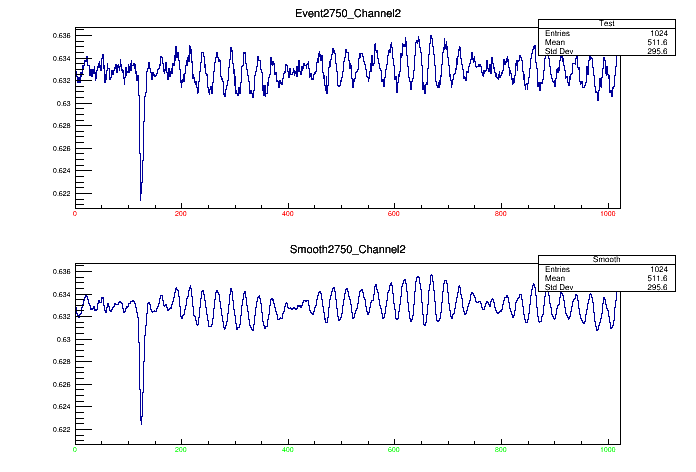 Event2750_Channel2
Test
Entries 1024
Mean 511.6
Std Dev 295.6
0.636
0.634
0.632
0.63
0.628
0.626
0.624
0.622
0 200 400 600 800 1000
Smooth2750_Channel2
Smooth
Entries 1024
Mean 511.6
Std Dev 295.6
0.636
0.634
0.632
0.63
0.628
0.626
0.624
0.622
0 200 400 600 800 1000